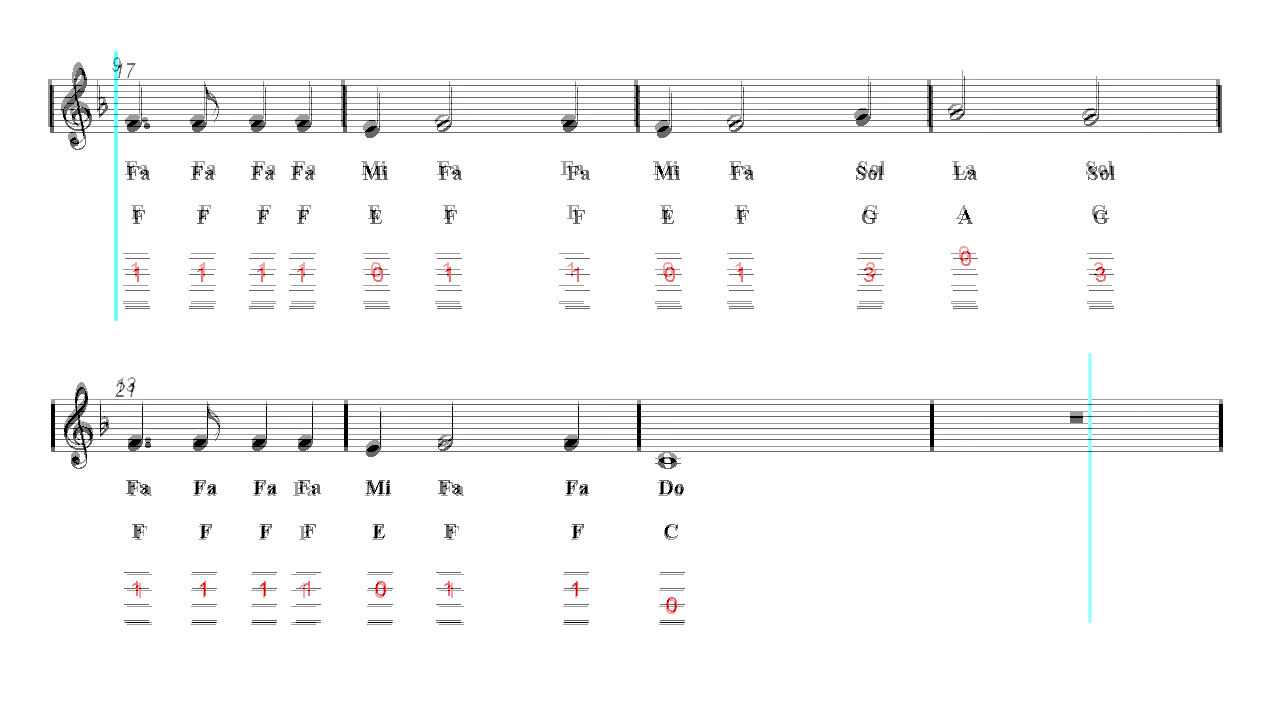 Fa Fa Fa Fa Mi Fa Fa Mi Fa Sol La Sol
F F F F E F F E F G A G
1 1 1 1 0 1 1 0 1 3 0 3
Fa Fa Fa Fa Mi Fa Fa Do
F F F F E F F C
1 1 1 1 0 1 1 0